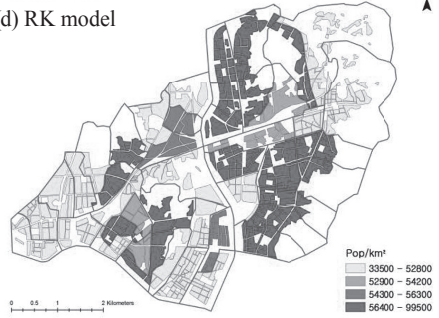 (d) RK model
Pop/km²
33500 – 52800
52900 – 54200
54300 – 56300
56400 – 99500
0 0.5 1 2 Kilometers